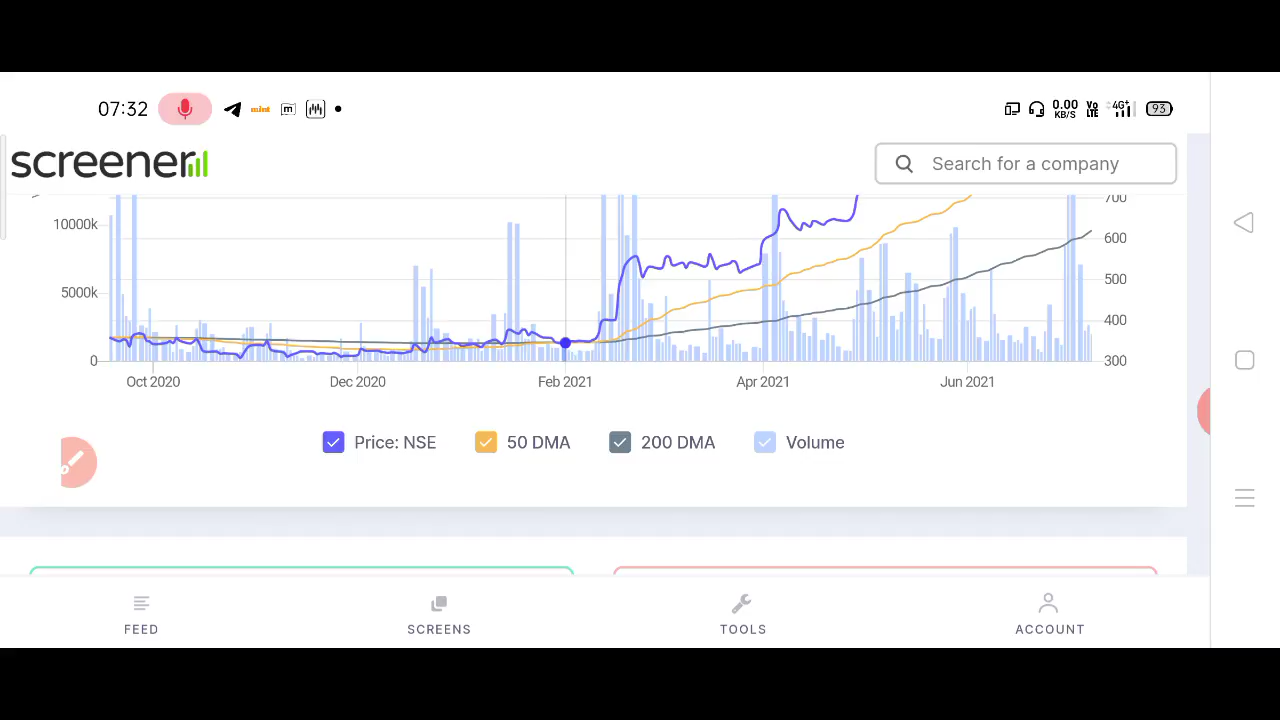 07:32
mint
m
0.00
KB/S
Vo
LTE
4G+
93
screener
Search for a company
10000k
5000k
0
700
600
500
400
300
Oct 2020
Dec 2020
Feb 2021
Apr 2021
Jun 2021
Price: NSE
50 DMA
200 DMA
Volume
FEED
SCREENS
TOOLS
ACCOUNT